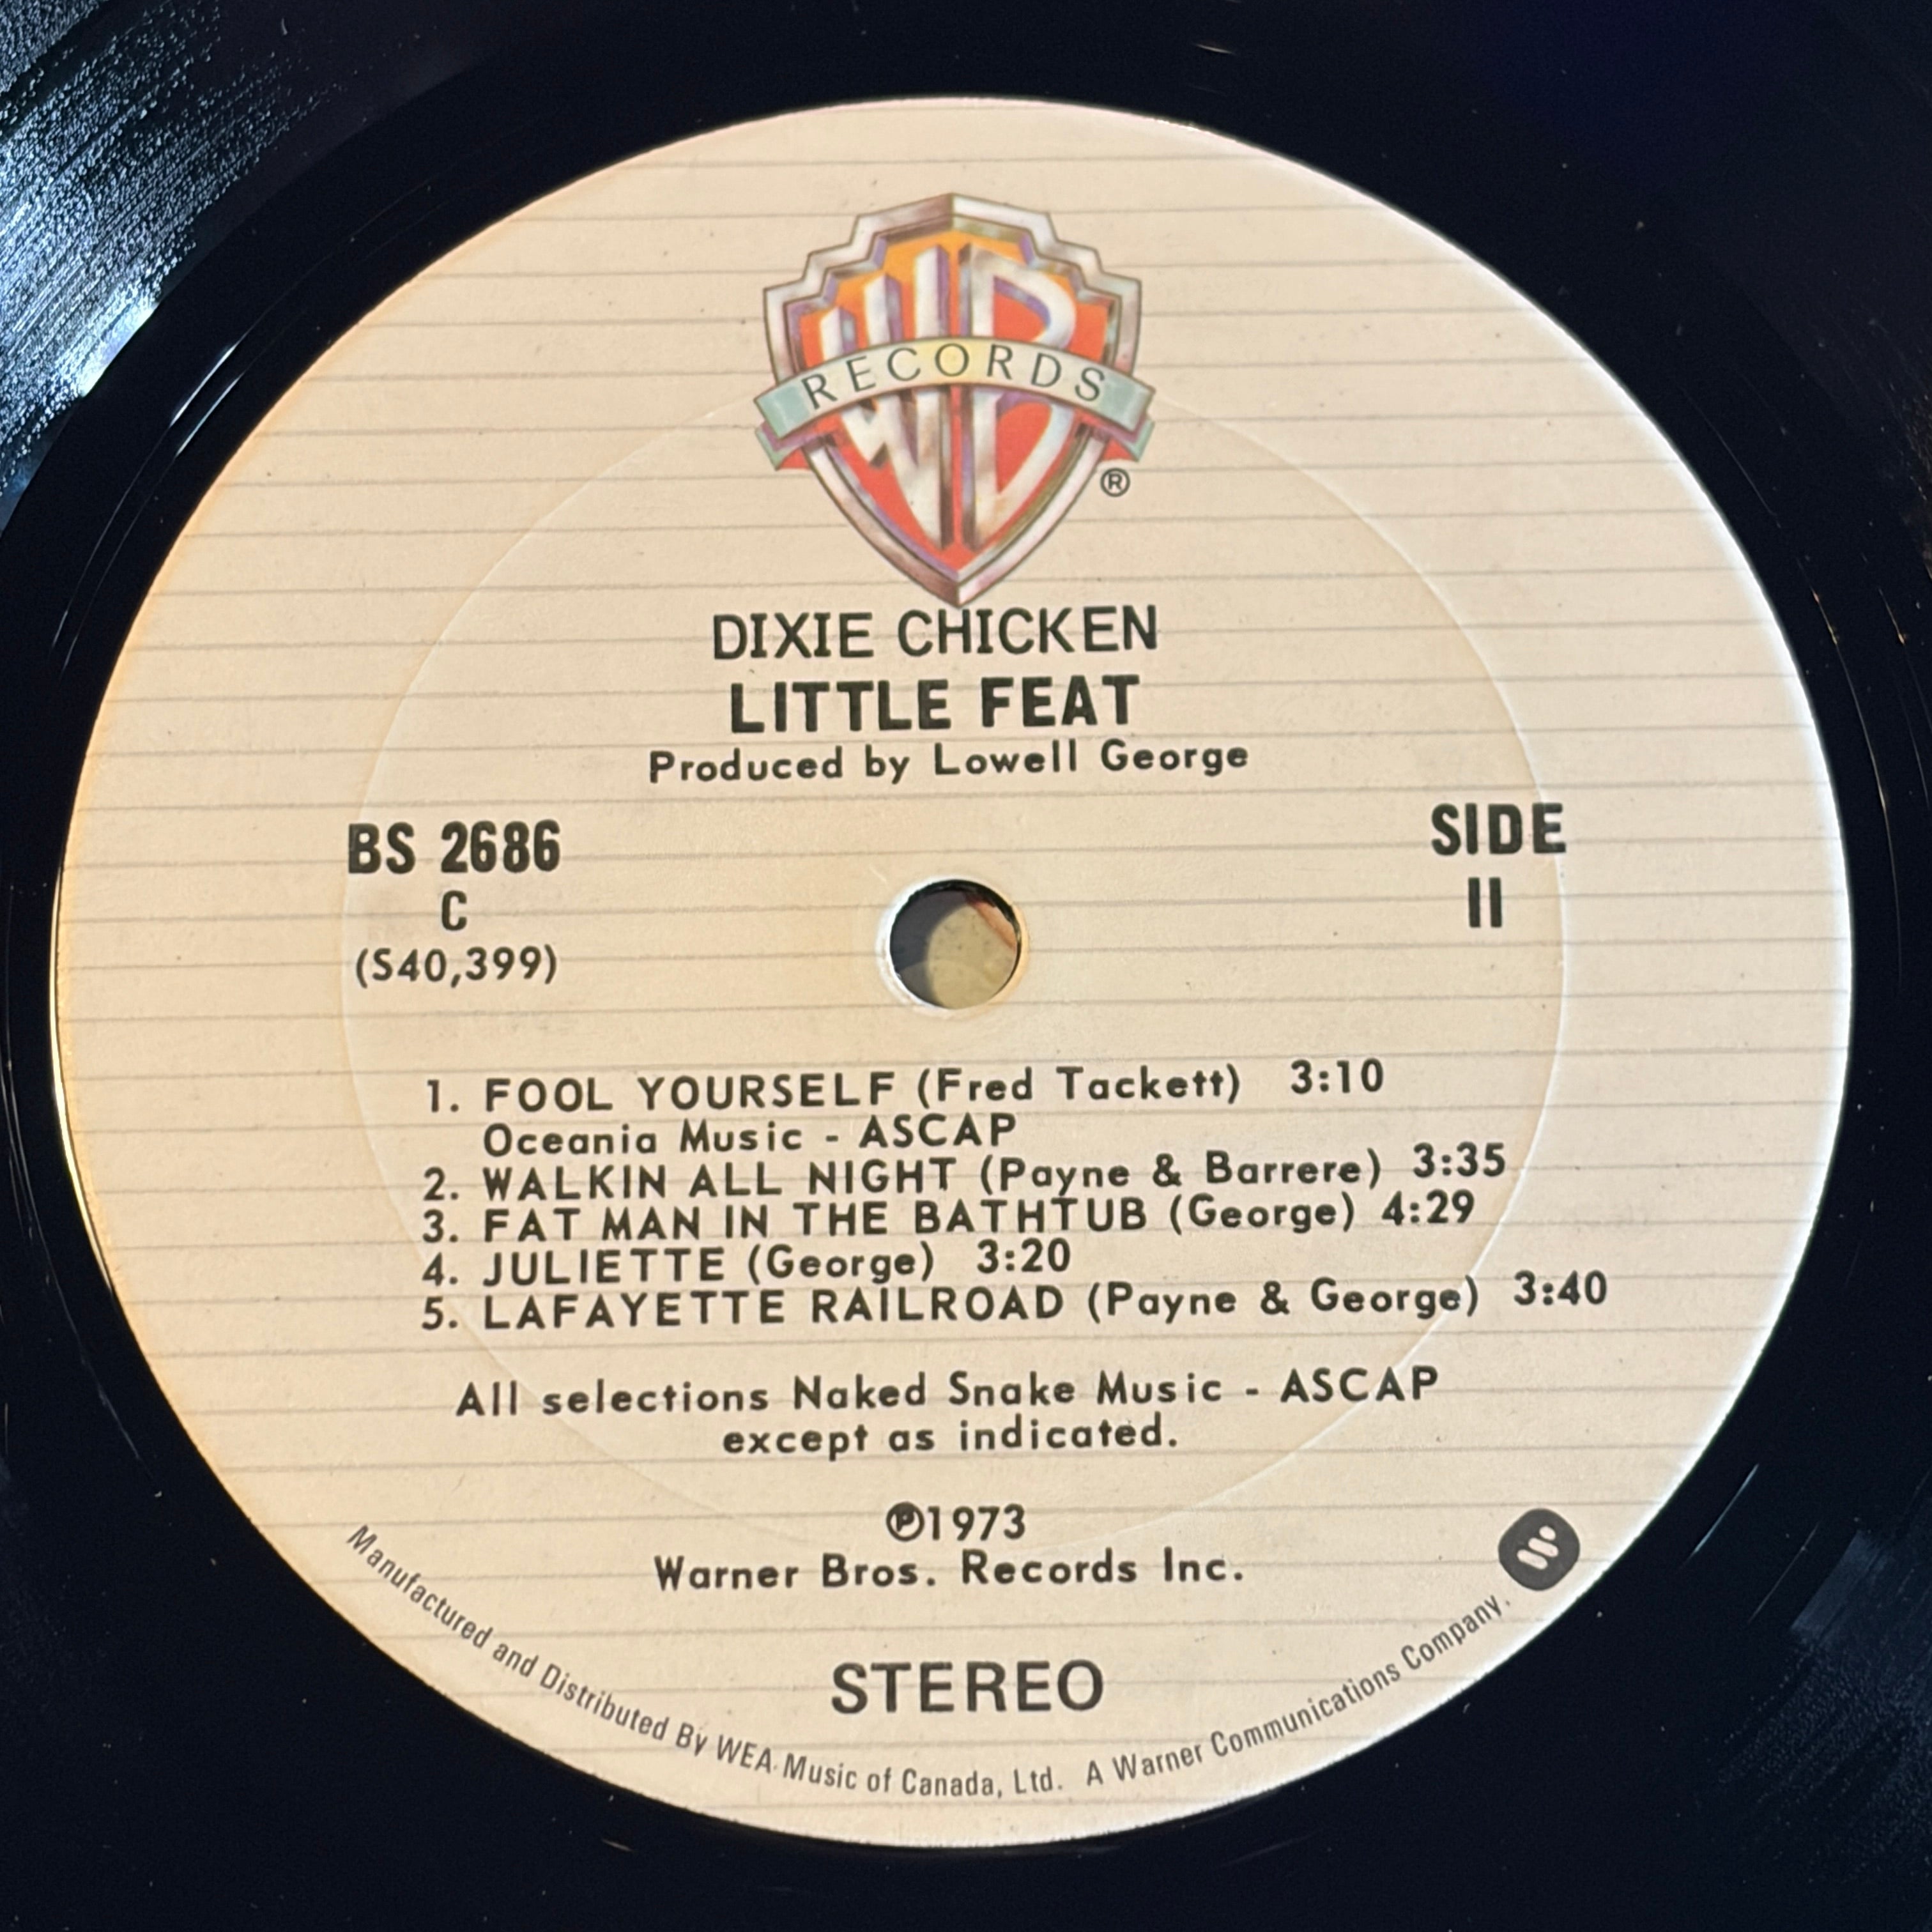 WB
RECORDS
®
DIXIE CHICKEN
LITTLE FEAT
Produced by Lowell George
BS 2686
C
(S40,399)
SIDE
II
1. FOOL YOURSELF (Fred Tackett) 3:10
Oceania Music - ASCAP
2. WALKIN ALL NIGHT (Payne & Barrere) 3:35
3. FAT MAN IN THE BATHTUB (George) 4:29
4. JULIETTE (George) 3:20
5. LAFAYETTE RAILROAD (Payne & George) 3:40
All selections Naked Snake Music - ASCAP
except as indicated.
℗1973
Warner Bros. Records Inc.
STEREO
Manufactured and Distributed By WEA Music of Canada, Ltd. A Warner Communications Company.